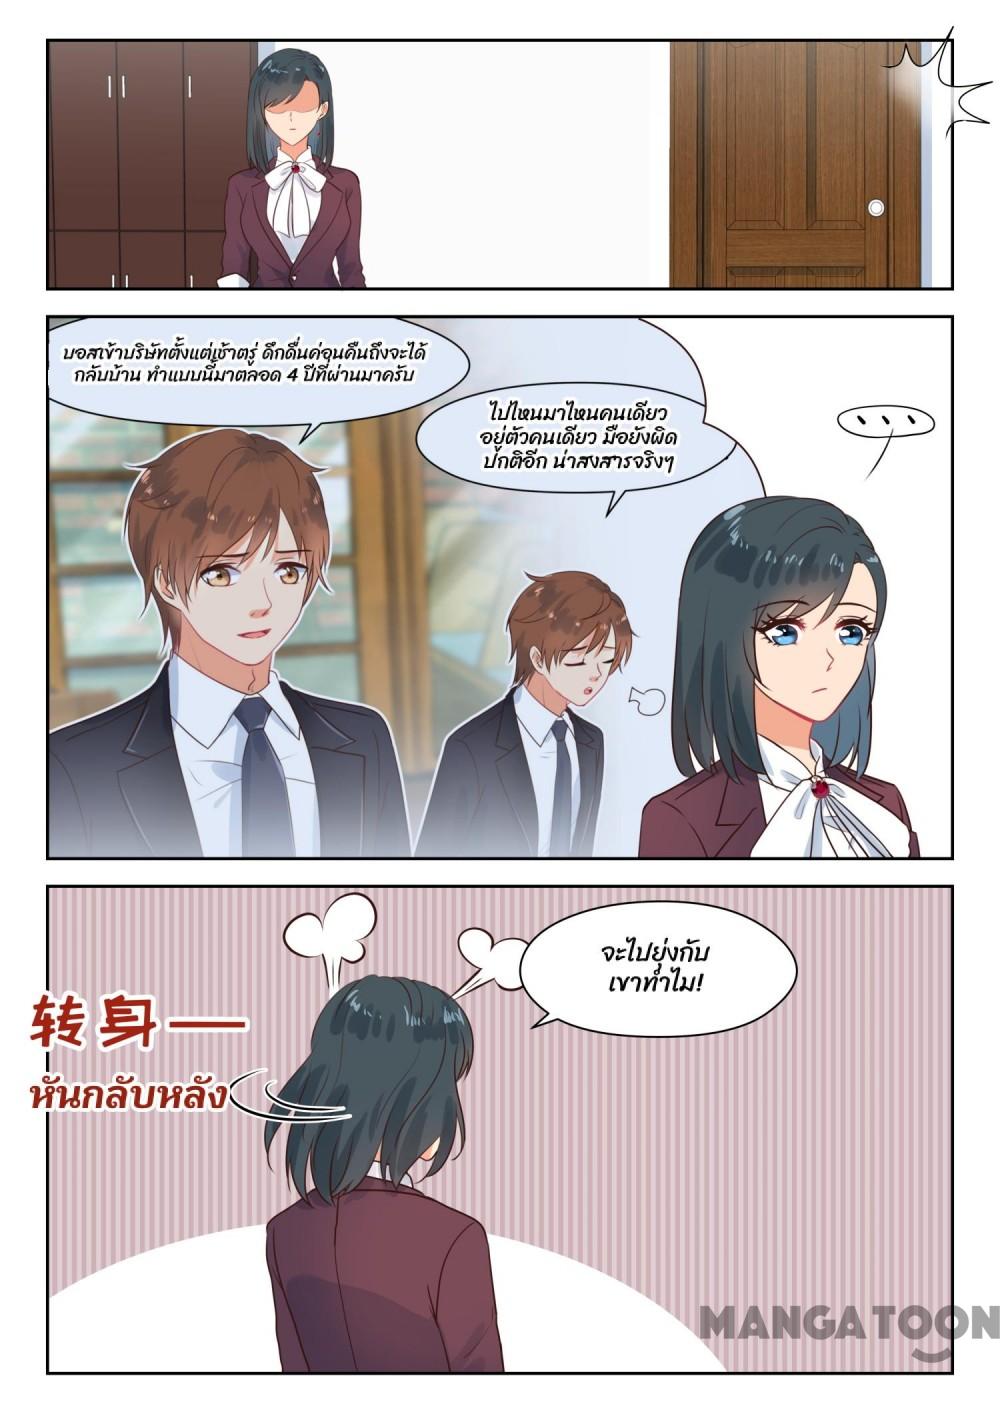 บอสเข้าบริษัทตั้งแต่เช้าตรู่ ดึกดื่นค่อนคืนถึงจะได้
กลับบ้าน ทำแบบนี้มาตลอด 4 ปีที่ผ่านมาครับ
ไปไหนมาไหนคนเดียว
อยู่ตัวคนเดียว มือยังผิด
ปกติอีก น่าสงสารจริงๆ
จะไปยุ่งกับ
เขาทำไม!
转身—
หันกลับหลัง
MANGATOON